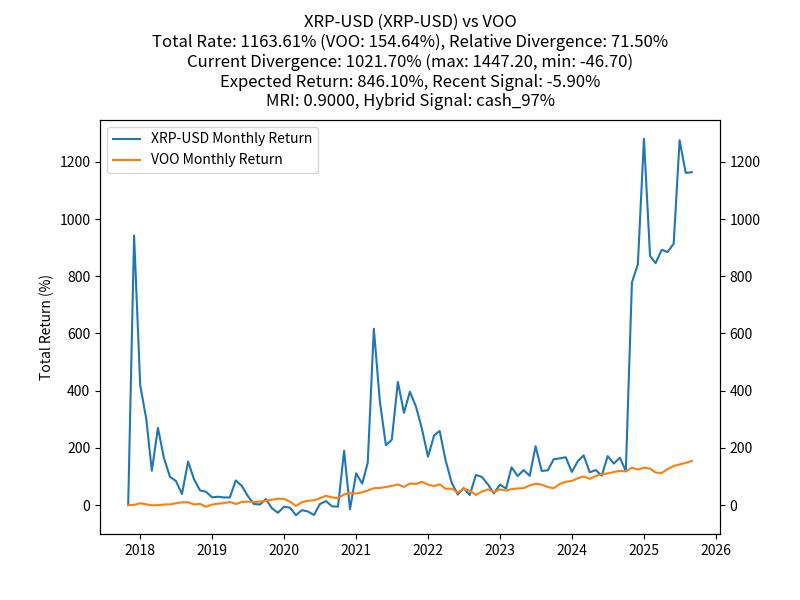 XRP-USD (XRP-USD) vs VOO
Total Rate: 1163.61% (VOO: 154.64%), Relative Divergence: 71.50%
Current Divergence: 1021.70% (max: 1447.20, min: -46.70)
Expected Return: 846.10%, Recent Signal: -5.90%
MRI: 0.9000, Hybrid Signal: cash_97%
XRP-USD Monthly Return
VOO Monthly Return
Total Return (%)
1200 1200
1000 1000
800 800
600 600
400 400
200 200
0 0
2018 2019 2020 2021 2022 2023 2024 2025 2026